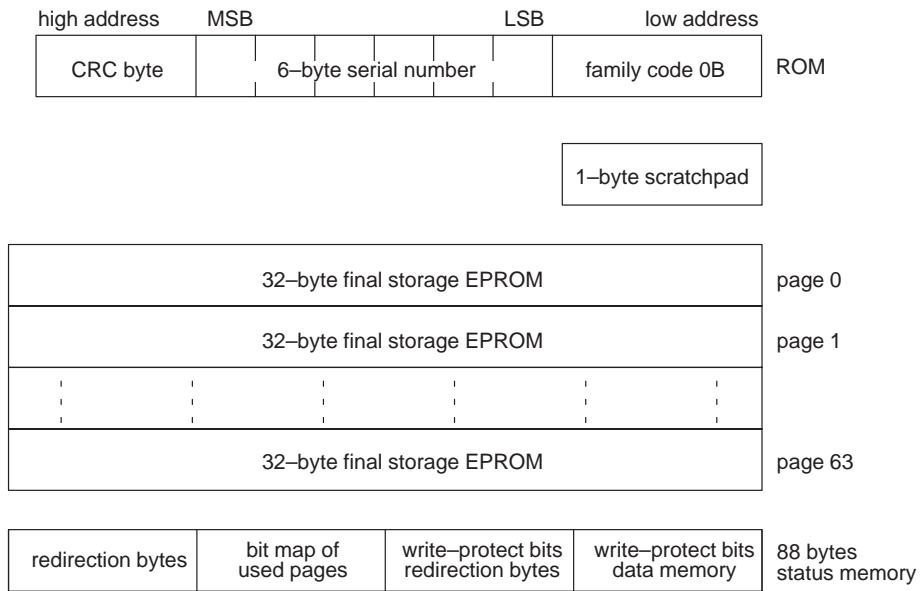 high address MSB LSB low address
CRC byte 6–byte serial number family code 0B ROM
1–byte scratchpad
32–byte final storage EPROM page 0
32–byte final storage EPROM page 1
32–byte final storage EPROM page 63
redirection bytes bit map of used pages write–protect bits redirection bytes write–protect bits data memory 88 bytes status memory